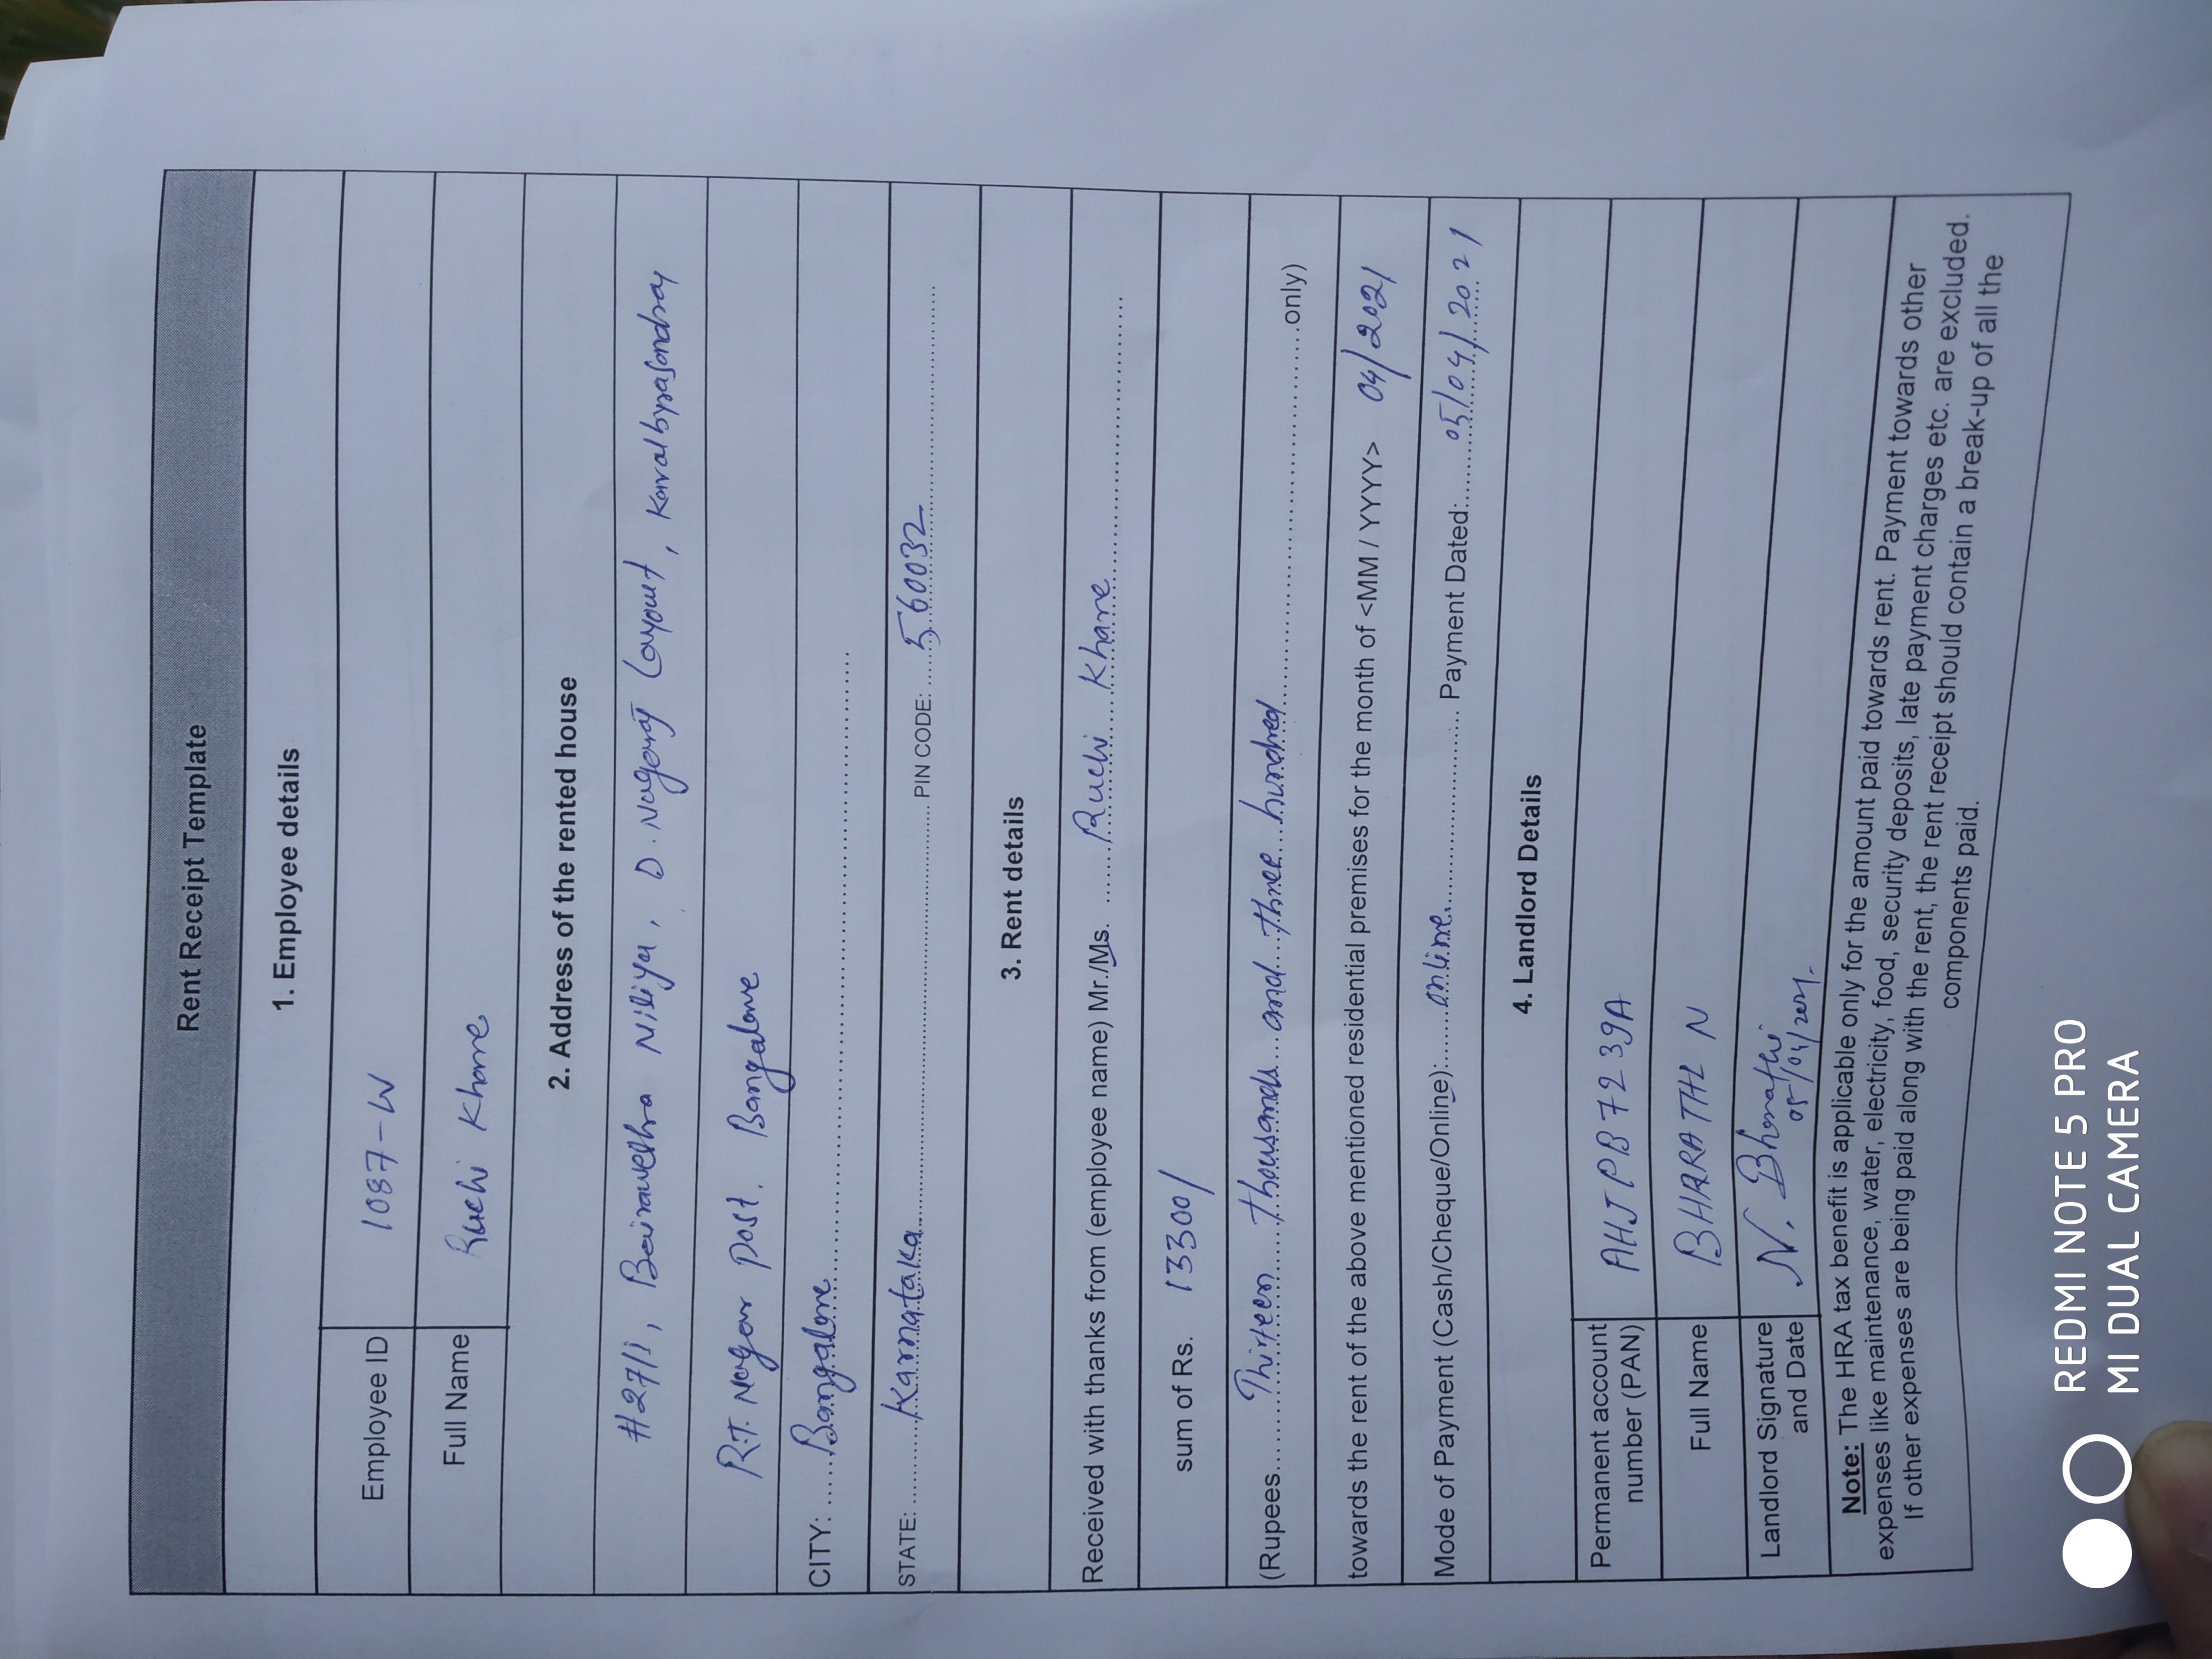 Rent Receipt Template
1. Employee details
Employee ID 1087-W
Full Name Ruchi Khare
2. Address of the rented house
#27/1, Niliya, D. Nagaraj Layout,
R.T. Nagar post. Bangalore
CITY: ..... Bangalore .....
STATE: ..... Karnataka ..... PIN CODE: ..... 560032 .....
3. Rent details
Received with thanks from (employee name) Mr./Ms. ..... Ruchi Khare .....
sum of Rs. 13300/
(Rupees..... Thirteen thousands and three hundred .....only)
towards the rent of the above mentioned residential premises for the month of <MM / YYYY> 04/2021
Mode of Payment (Cash/Cheque/Online):..... online. ..... Payment Dated:..... 05/04/2021
4. Landlord Details
Permanent account
number (PAN) AHJPB7239A
Full Name BHARATHI N
Landlord Signature N. Bharathi
and Date 05/04/2021.
Note: The HRA tax benefit is applicable only for the amount paid towards rent. Payment towards other
expenses like maintenance, water, electricity, food, security deposits, late payment charges etc. are excluded.
If other expenses are being paid along with the rent, the rent receipt should contain a break-up of all the
components paid.
REDMI NOTE 5 PRO
MI DUAL CAMERA